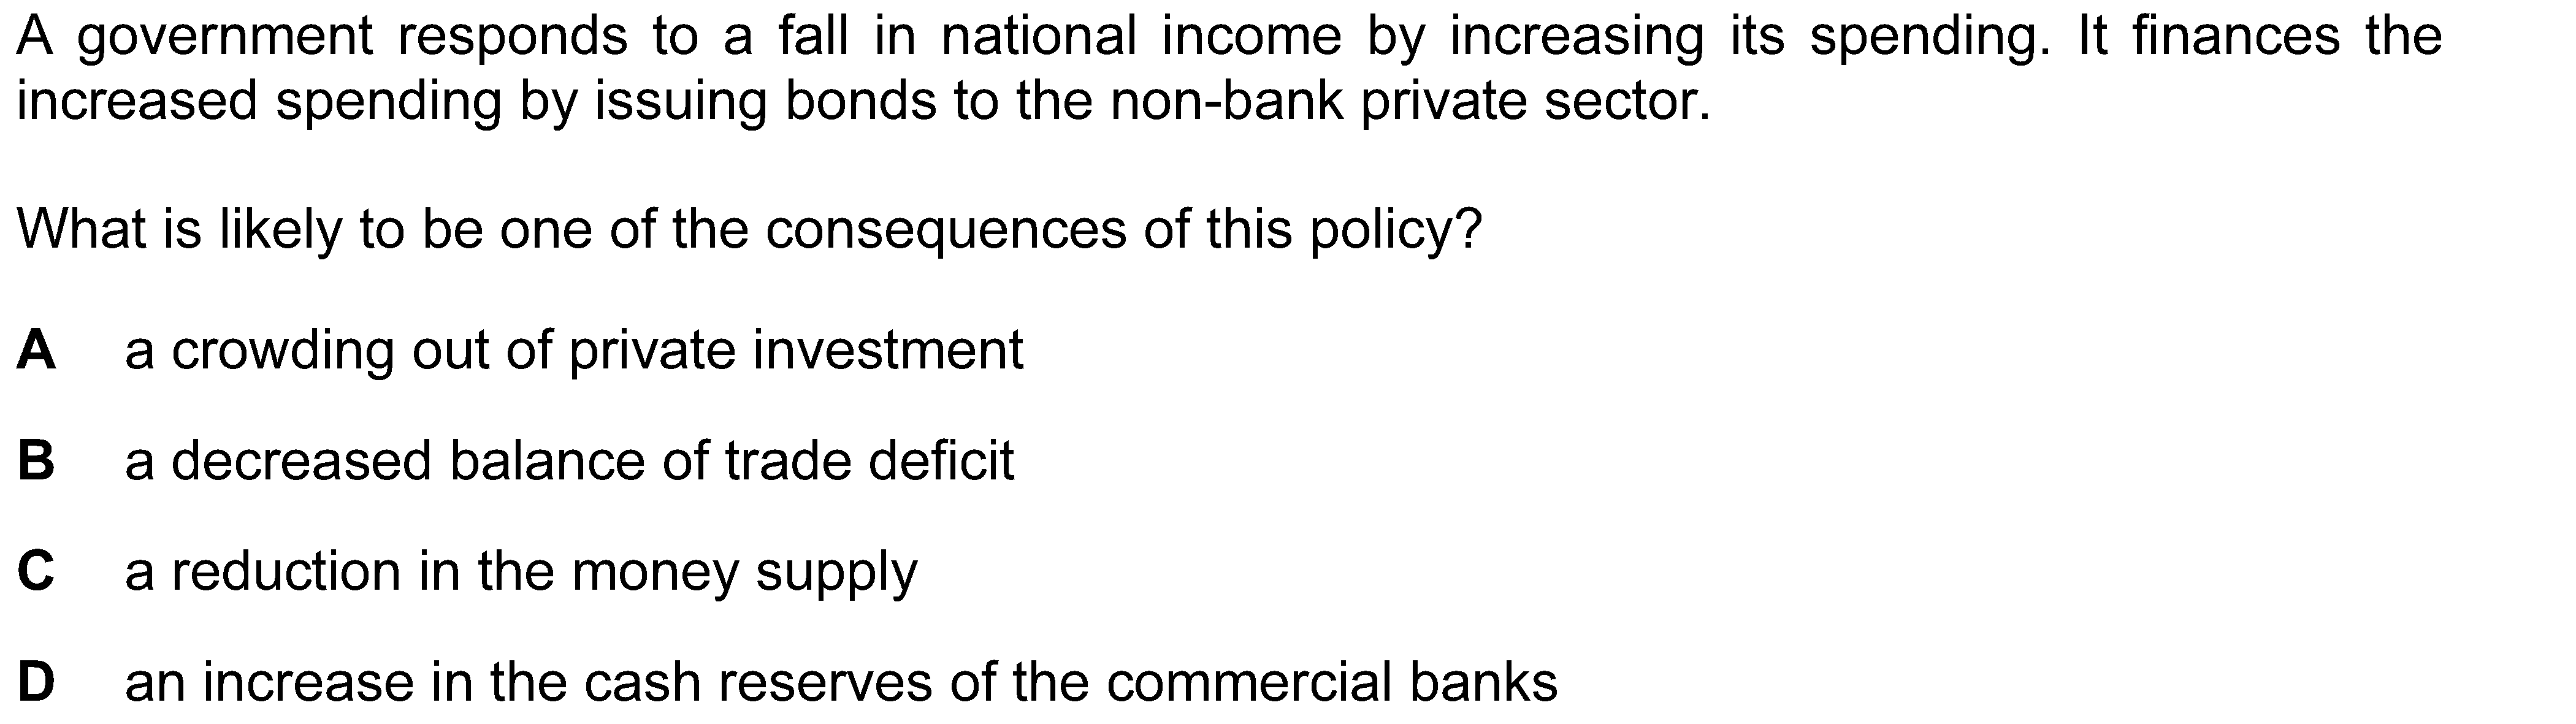 A government responds to a fall in national income by increasing its spending. It finances the
increased spending by issuing bonds to the non-bank private sector.
What is likely to be one of the consequences of this policy?
A a crowding out of private investment
B a decreased balance of trade deficit
C a reduction in the money supply
D an increase in the cash reserves of the commercial banks